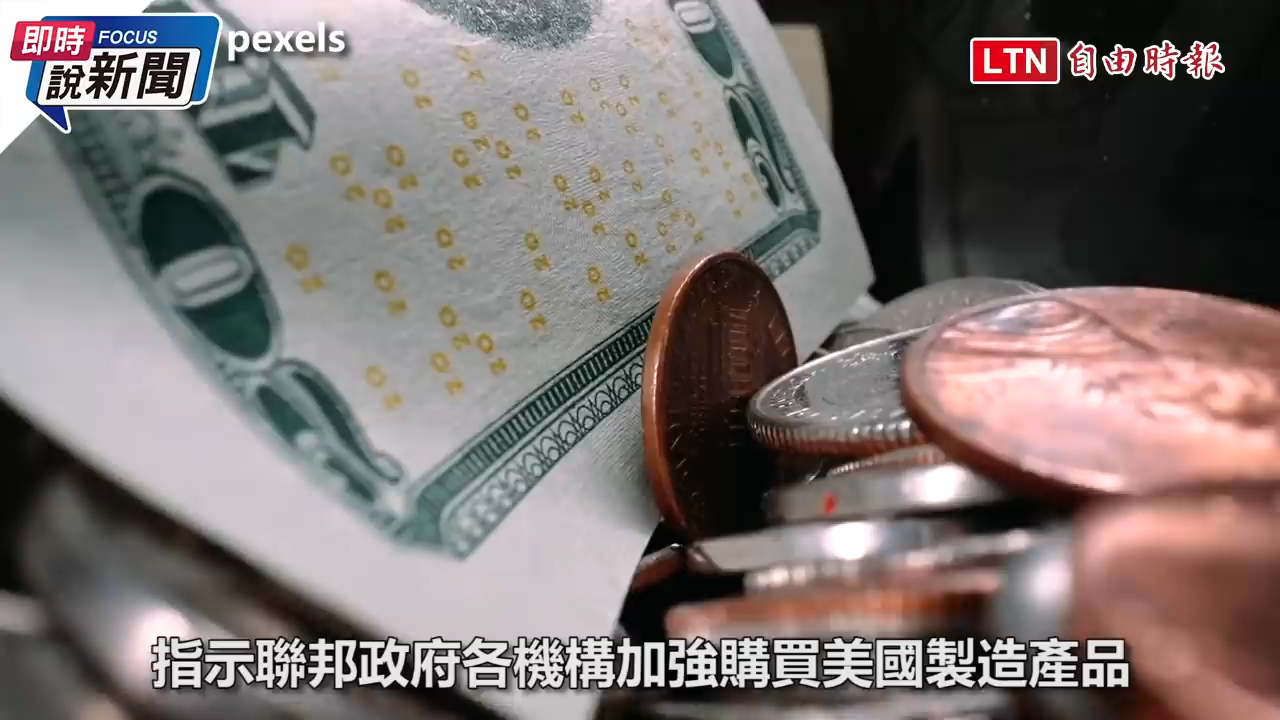 即時
FOCUS
說新聞
pexels
LTN 自由時報
指示聯邦政府各機構加強購買美國製造產品